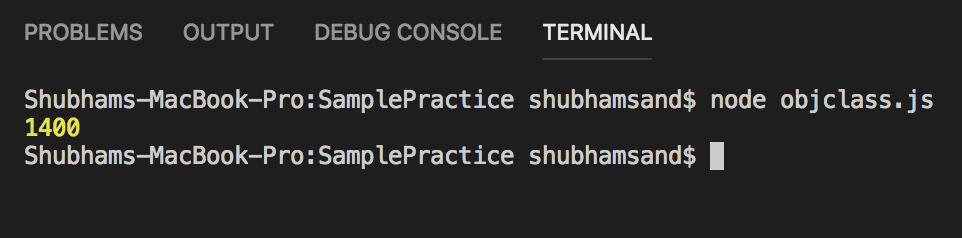 PROBLEMS OUTPUT DEBUG CONSOLE TERMINAL
Shubhams-MacBook-Pro:SamplePractice shubhamsand$ node objclass.js
1400
Shubhams-MacBook-Pro:SamplePractice shubhamsand$